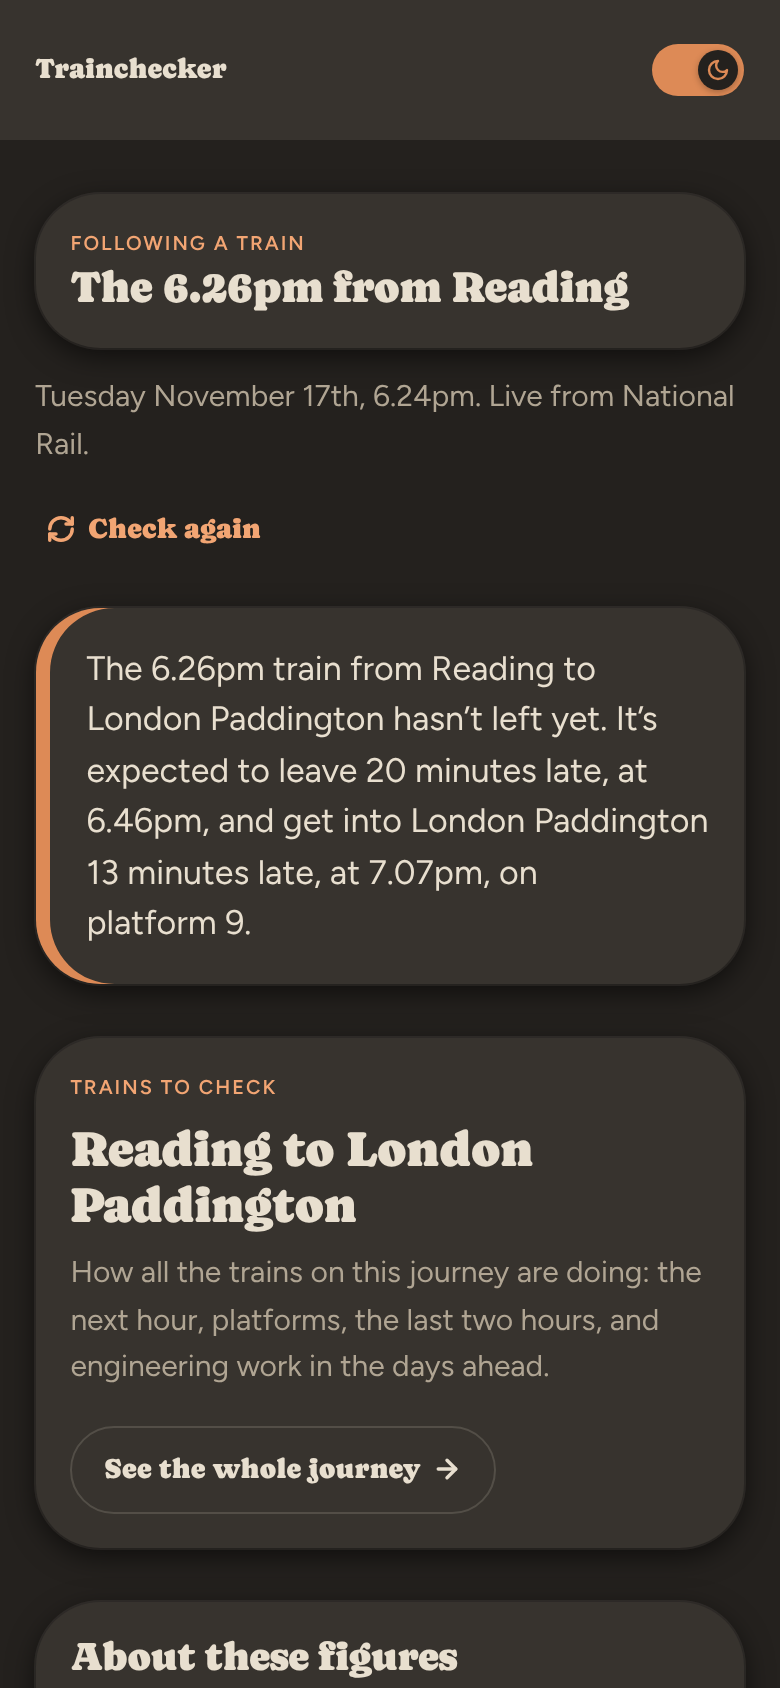 Trainchecker
FOLLOWING A TRAIN
The 6.26pm from Reading
Tuesday November 17th, 6.24pm. Live from National
Rail.
Check again
The 6.26pm train from Reading to
London Paddington hasn’t left yet. It’s
expected to leave 20 minutes late, at
6.46pm, and get into London Paddington
13 minutes late, at 7.07pm, on
platform 9.
TRAINS TO CHECK
Reading to London
Paddington
How all the trains on this journey are doing: the
next hour, platforms, the last two hours, and
engineering work in the days ahead.
See the whole journey
About these figures